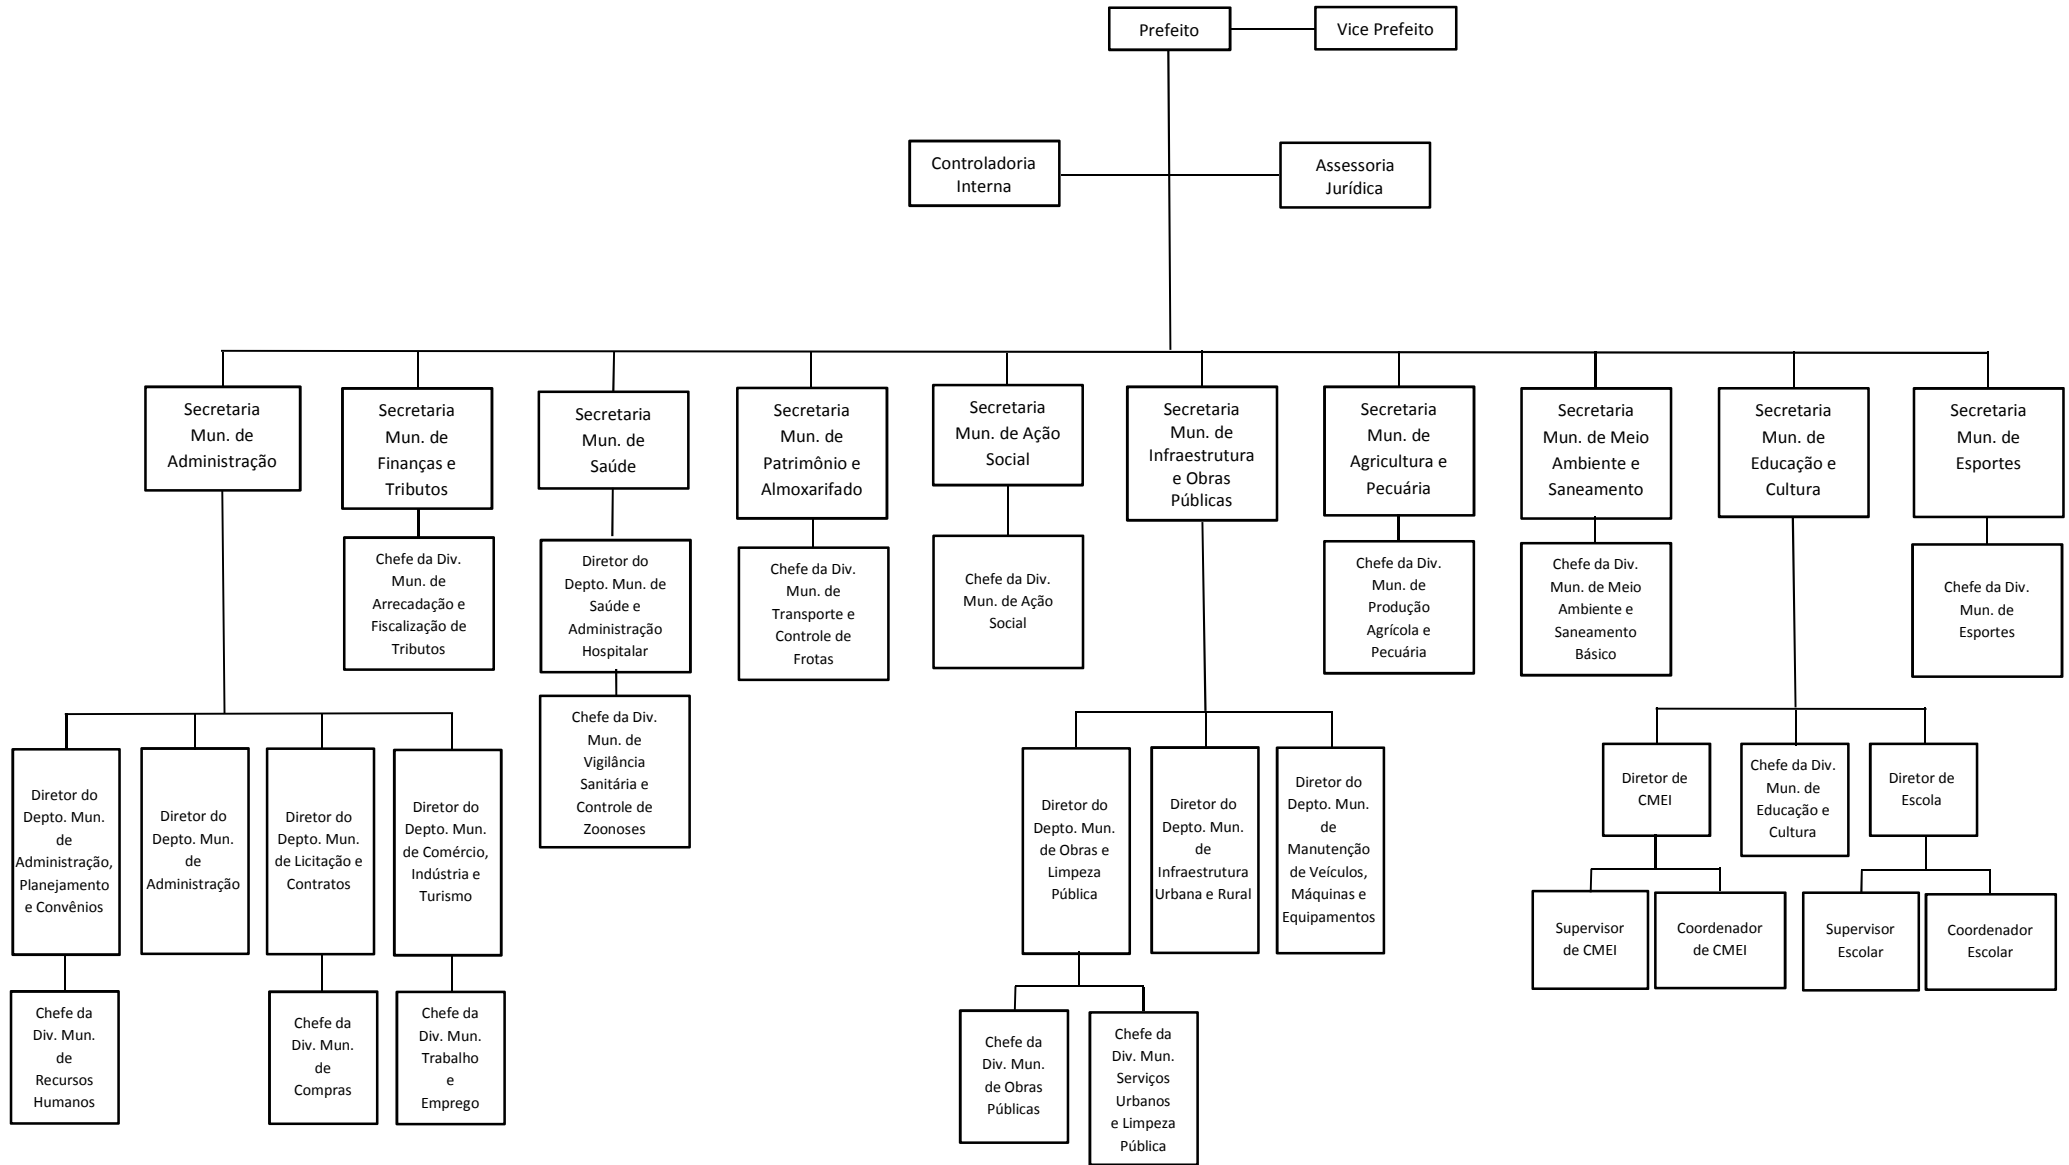 Prefeito
Vice Prefeito
Controladoria
Interna
Assessoria
Jurídica
Secretaria
Mun. de
Administração
Secretaria
Mun. de
Finanças e
Tributos
Secretaria
Mun. de
Saúde
Secretaria
Mun. de
Patrimônio e
Almoxarifado
Secretaria
Mun. de Ação
Social
Secretaria
Mun. de
Infraestrutura
e Obras
Públicas
Secretaria
Mun. de
Agricultura e
Pecuária
Secretaria
Mun. de Meio
Ambiente e
Saneamento
Secretaria
Mun. de
Educação e
Cultura
Secretaria
Mun. de
Esportes
Chefe da Div.
Mun. de
Arrecadação e
Fiscalização de
Tributos
Diretor do
Depto. Mun. de
Saúde e
Administração
Hospitalar
Chefe da Div.
Mun. de
Transporte e
Controle de
Frotas
Chefe da Div.
Mun. de Ação
Social
Chefe da Div.
Mun. de
Produção
Agrícola e
Pecuária
Chefe da Div.
Mun. de Meio
Ambiente e
Saneamento
Básico
Chefe da Div.
Mun. de
Esportes
Chefe da Div.
Mun. de
Vigilância
Sanitária e
Controle de
Zoonoses
Diretor do
Depto. Mun.
de
Administração,
Planejamento
e Convênios
Diretor do
Depto. Mun.
de
Administração
Diretor do
Depto. Mun.
de Licitação e
Contratos
Diretor do
Depto. Mun.
de Comércio,
Indústria e
Turismo
Diretor do
Depto. Mun.
de Obras e
Limpeza
Pública
Diretor do
Depto. Mun.
de
Infraestrutura
Urbana e Rural
Diretor do
Depto. Mun.
de
Manutenção
de Veículos,
Máquinas e
Equipamentos
Diretor de
CMEI
Chefe da Div.
Mun. de
Educação e
Cultura
Diretor de
Escola
Supervisor
de CMEI
Coordenador
de CMEI
Supervisor
Escolar
Coordenador
Escolar
Chefe da
Div. Mun.
de
Recursos
Humanos
Chefe da
Div. Mun.
de
Compras
Chefe da
Div. Mun.
Trabalho
e
Emprego
Chefe da
Div. Mun.
de Obras
Públicas
Chefe da
Div. Mun.
Serviços
Urbanos
e Limpeza
Pública